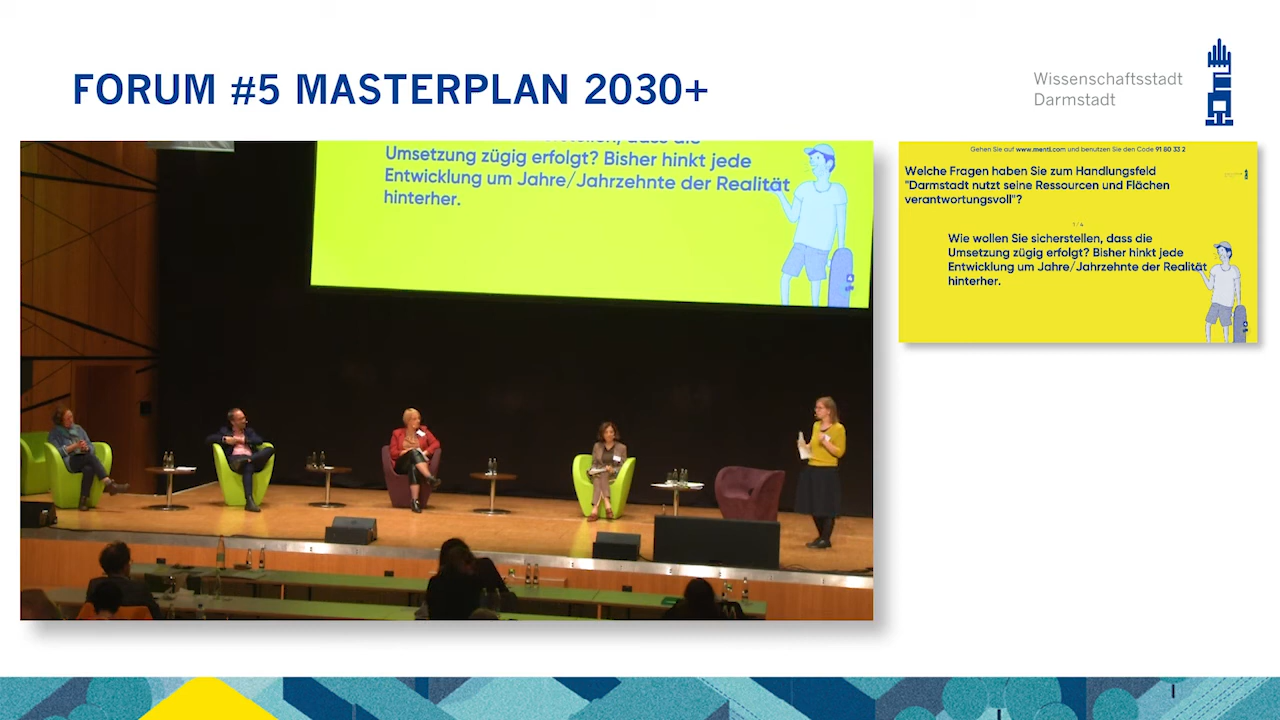 FORUM #5 MASTERPLAN 2030+
Wissenschaftsstadt
Darmstadt
Umsetzung zügig erfolgt? Bisher hinkt jede
Entwicklung um Jahre/Jahrzehnte der Realität
hinterher.
Gehen Sie auf www.menti.com und benutzen Sie den Code 91 80 33 2
Welche Fragen haben Sie zum Handlungsfeld
"Darmstadt nutzt seine Ressourcen und Flächen
verantwortungsvoll"?
1 / 4
Wie wollen Sie sicherstellen, dass die
Umsetzung zügig erfolgt? Bisher hinkt jede
Entwicklung um Jahre/Jahrzehnte der Realität
hinterher.